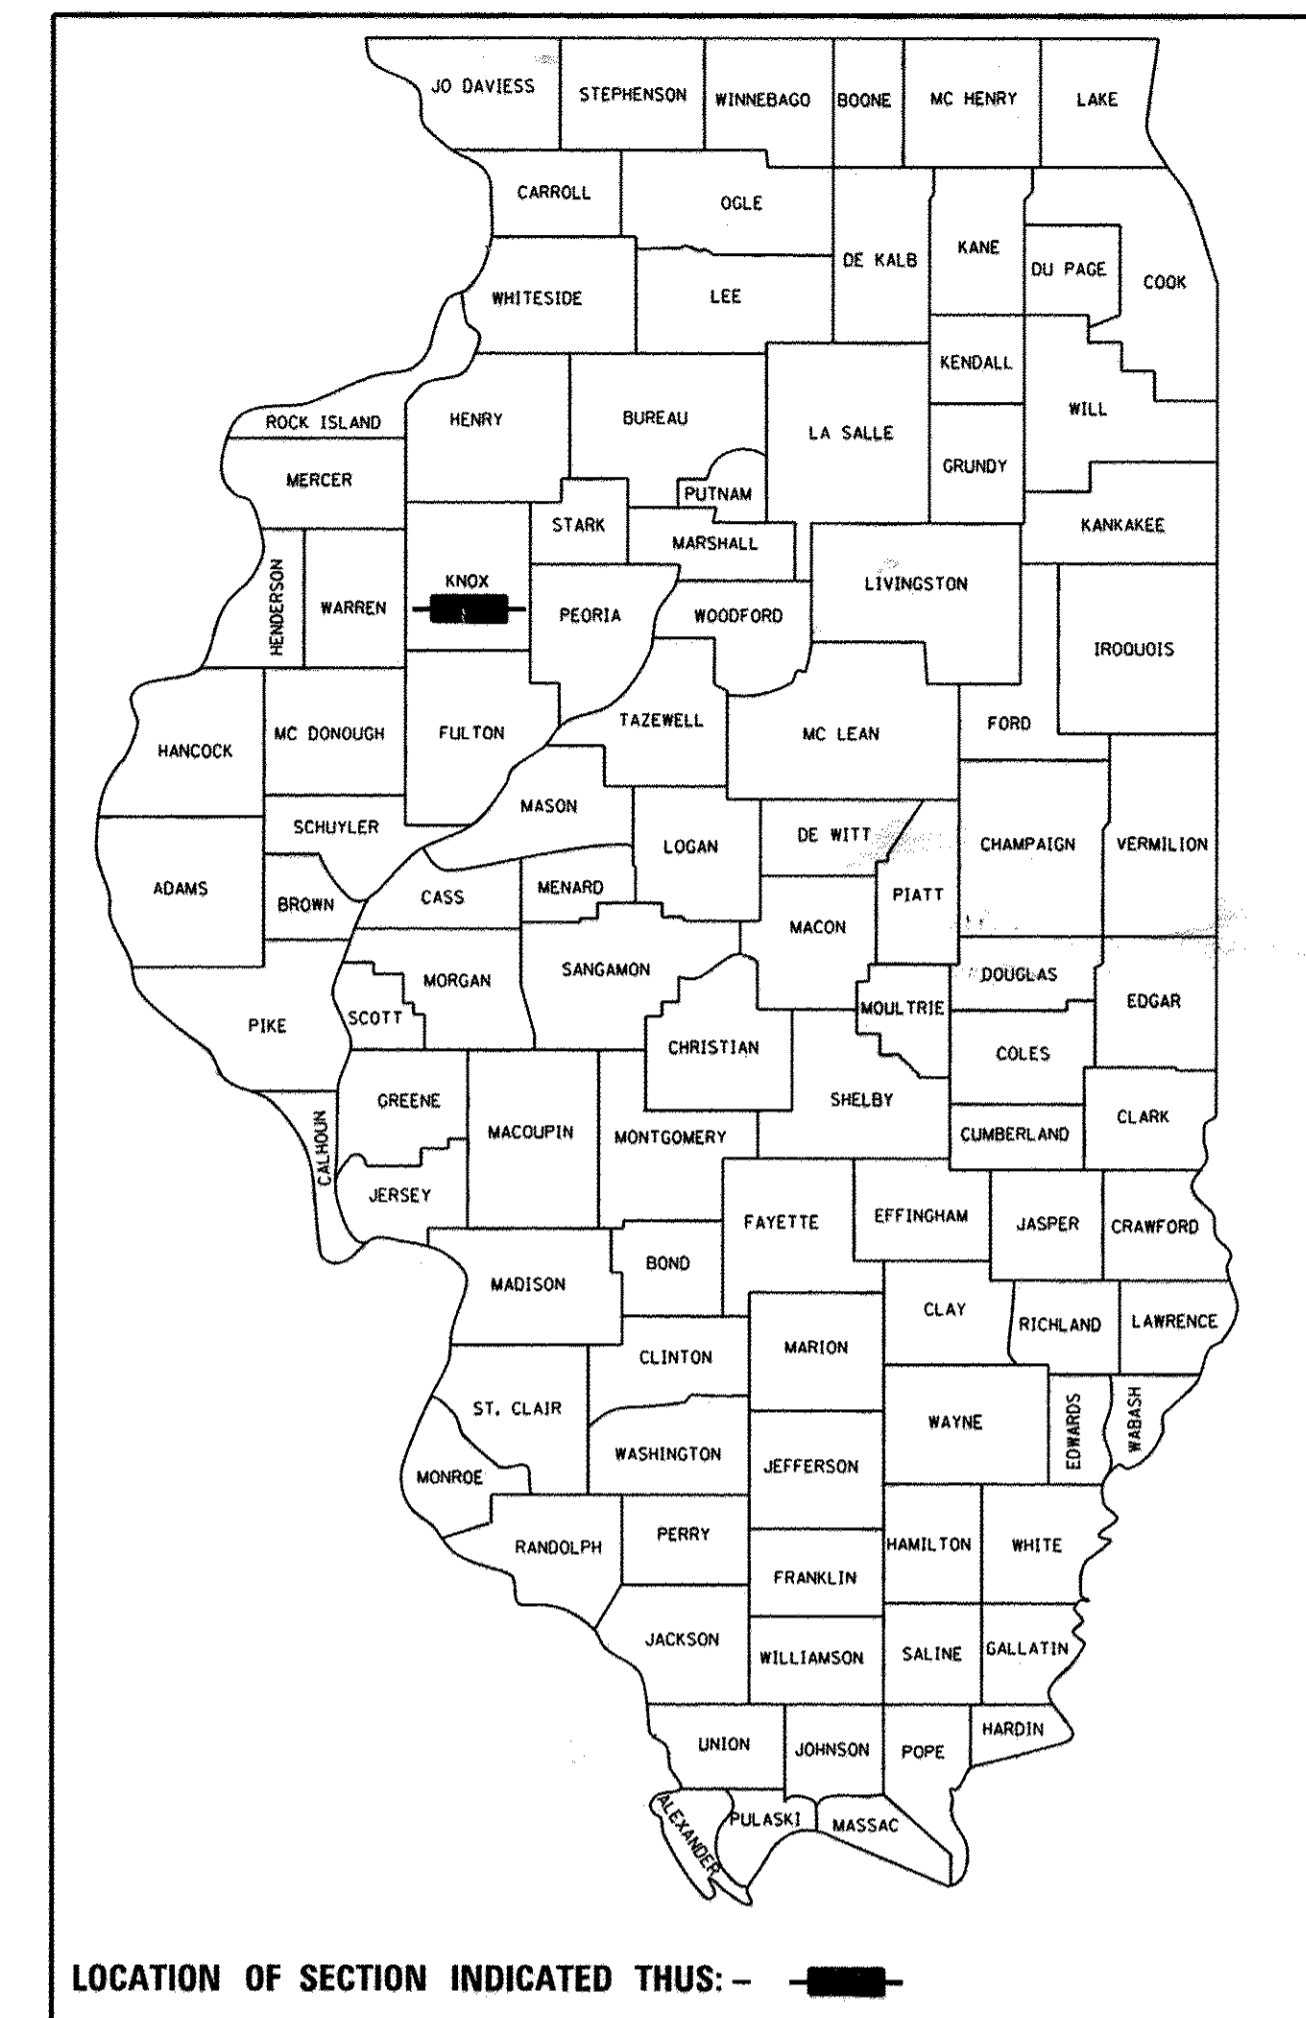 JO DAVIESS
STEPHENSON
WINNEBAGO
BOONE
MC HENRY
LAKE
CARROLL
OGLE
DE KALB
KANE
DU PAGE
COOK
WHITESIDE
LEE
KENDALL
ROCK ISLAND
HENRY
BUREAU
LA SALLE
WILL
MERCER
PUTNAM
GRUNDY
STARK
MARSHALL
KANKAKEE
HENDERSON
WARREN
KNOX
PEORIA
WOODFORD
LIVINGSTON
IROQUOIS
HANCOCK
MC DONOUGH
FULTON
TAZEWELL
MC LEAN
FORD
MASON
SCHUYLER
LOGAN
DE WITT
CHAMPAIGN
VERMILION
ADAMS
BROWN
CASS
MENARD
PIATT
MACON
SANGAMON
MORGAN
DOUGLAS
EDGAR
PIKE
SCOTT
MOULTRIE
CHRISTIAN
COLES
GREENE
SHELBY
CALHOUN
MACOUPIN
MONTGOMERY
CUMBERLAND
CLARK
JERSEY
FAYETTE
EFFINGHAM
JASPER
CRAWFORD
BOND
MADISON
CLAY
RICHLAND
LAWRENCE
CLINTON
MARION
ST. CLAIR
WAYNE
EDWARDS
WABASH
WASHINGTON
JEFFERSON
MONROE
RANDOLPH
PERRY
HAMILTON
WHITE
FRANKLIN
JACKSON
WILLIAMSON
SALINE
GALLATIN
UNION
JOHNSON
POPE
HARDIN
ALEXANDER
PULASKI
MASSAC
LOCATION OF SECTION INDICATED THUS: –